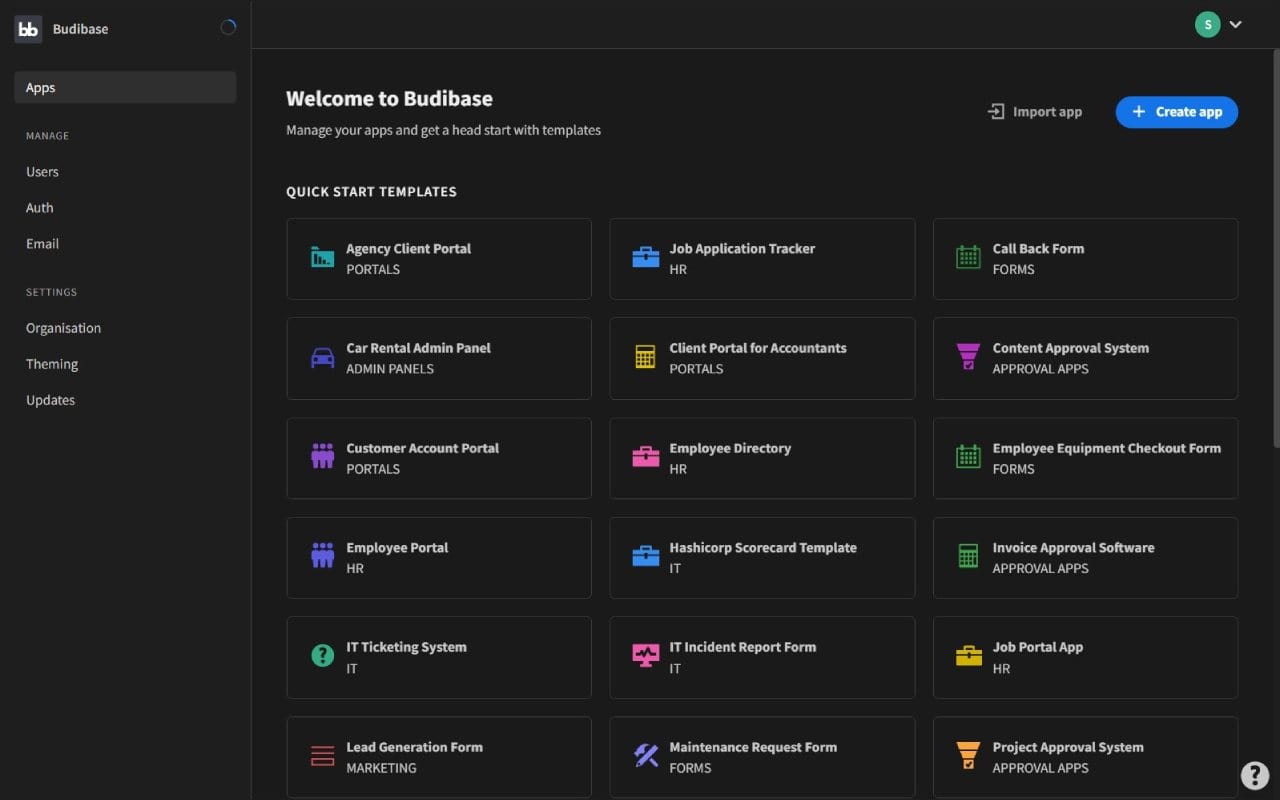 bb Budibase
S
Apps
MANAGE
Users
Auth
Email
SETTINGS
Organisation
Theming
Updates
Welcome to Budibase
Manage your apps and get a head start with templates
Import app
+ Create app
QUICK START TEMPLATES
Agency Client Portal
PORTALS
Job Application Tracker
HR
Call Back Form
FORMS
Car Rental Admin Panel
ADMIN PANELS
Client Portal for Accountants
PORTALS
Content Approval System
APPROVAL APPS
Customer Account Portal
PORTALS
Employee Directory
HR
Employee Equipment Checkout Form
FORMS
Employee Portal
HR
Hashicorp Scorecard Template
IT
Invoice Approval Software
APPROVAL APPS
?
IT Ticketing System
IT
IT Incident Report Form
IT
Job Portal App
HR
Lead Generation Form
MARKETING
Maintenance Request Form
FORMS
Project Approval System
APPROVAL APPS
?